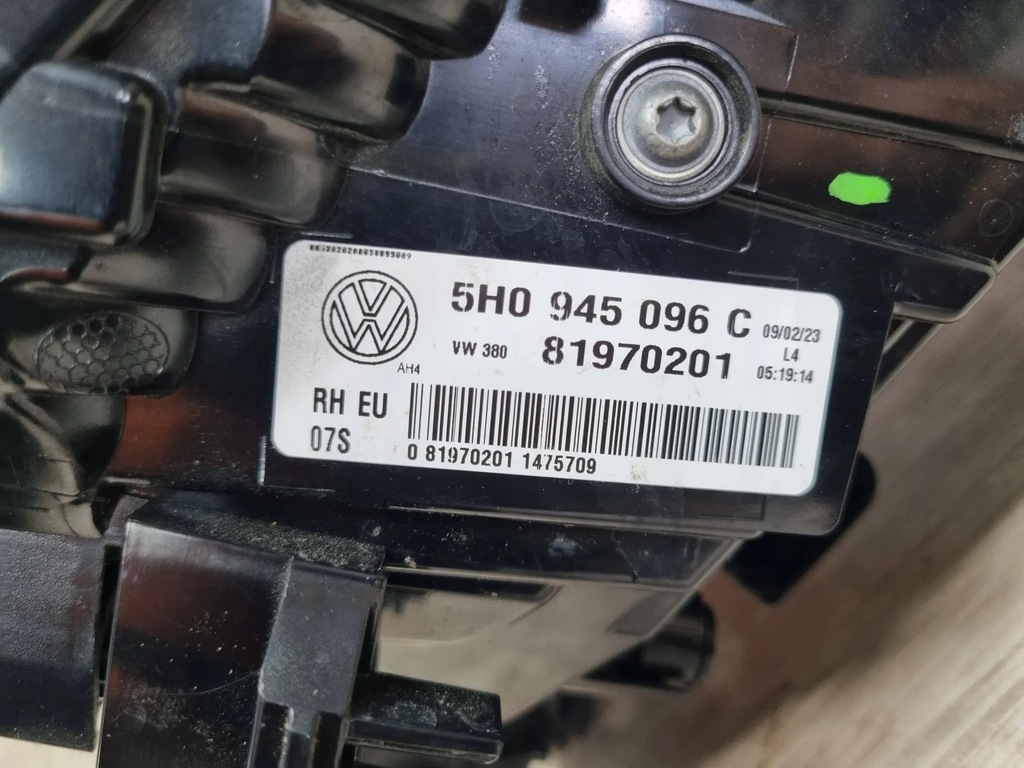 5H0 945 096 C 09/02/23
VW 380 81970201 L4
AH4 05:19:14
RH EU
07S
0 81970201 1475709